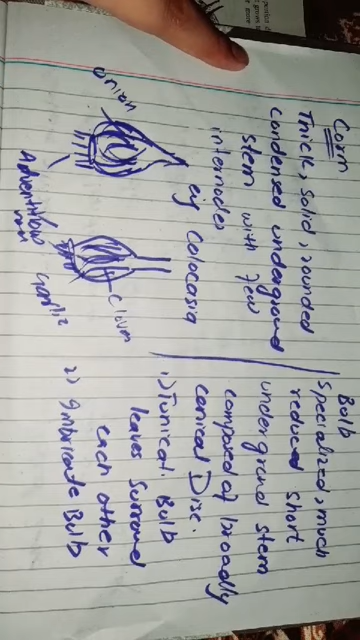 Corm
Thick, solid, rounded
condensed underground
stem with few
internodes
eg Colocasia
onion
Adventitious
root
Garlic
Clove
Bulb
specialized, much
reduced short
underground stem
composed of broadly
conical Disc.
1) Tunicat. Bulb
leaves Surround
each other
2) Imbricate Bulb